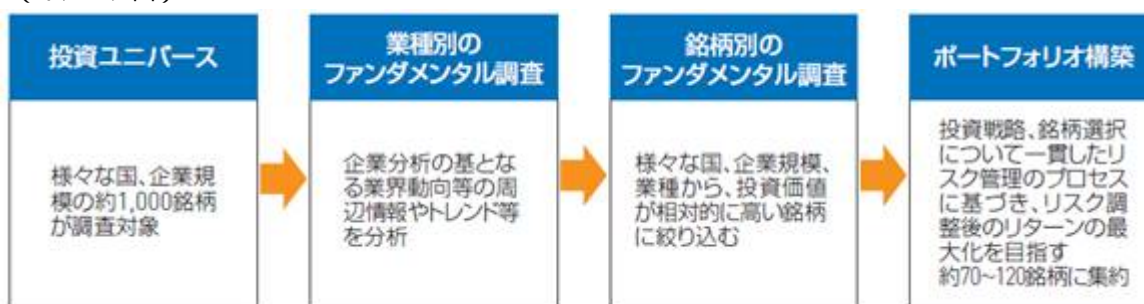 投資ユニバース
様々な国、企業規
模の約1,000銘柄
が調査対象
業種別の
ファンダメンタル調査
企業分析の基とな
る業界動向等の周
辺情報やトレンド等
を分析
銘柄別の
ファンダメンタル調査
様々な国、企業規模、
業種から、投資価値
が相対的に高い銘柄
に絞り込む
ポートフォリオ構築
投資戦略、銘柄選択
について一貫したリ
スク管理のプロセス
に基づき、リスク調
整後のリターンの最
大化を目指す
約70~120銘柄に集約